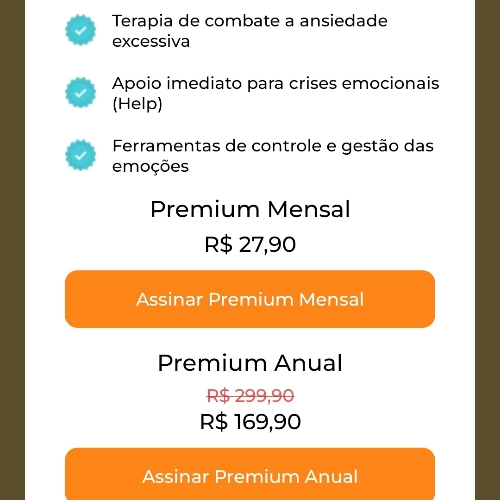 Terapia de combate a ansiedade
excessiva
Apoio imediato para crises emocionais
(Help)
Ferramentas de controle e gestão das
emoções
Premium Mensal
R$ 27,90
Assinar Premium Mensal
Premium Anual
R$ 299,90
R$ 169,90
Assinar Premium Anual